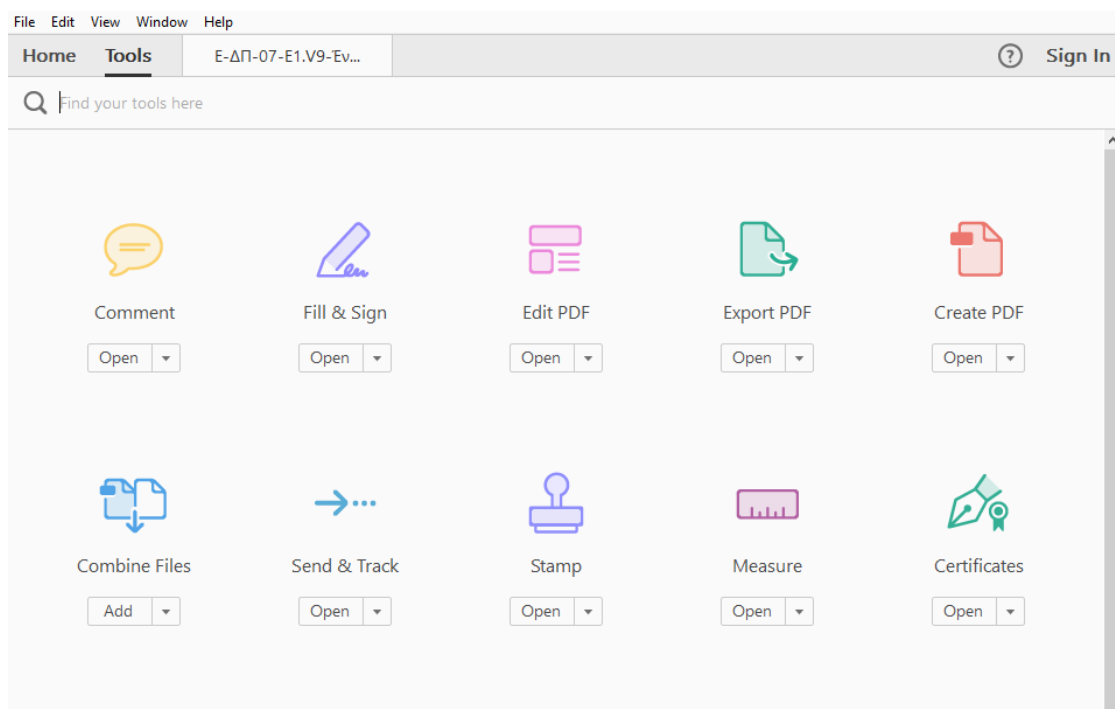 File Edit View Window Help
Home Tools Ε-ΔΠ-07-Ε1.V9-Έν... ? Sign In
Find your tools here
Comment Fill & Sign Edit PDF Export PDF Create PDF
Open Open Open Open Open
Combine Files Send & Track Stamp Measure Certificates
Add Open Open Open Open